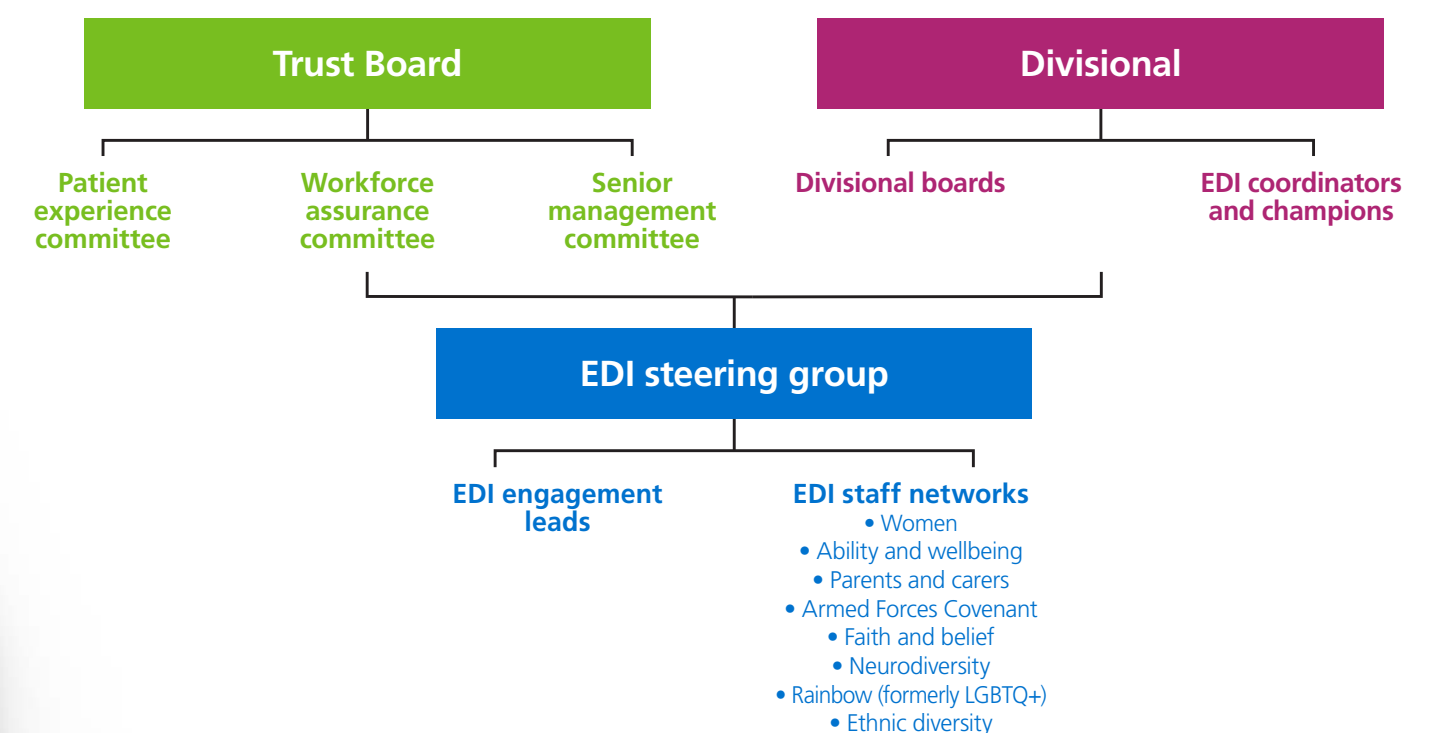 Trust Board
Divisional
Patient
experience
committee
Workforce
assurance
committee
Senior
management
committee
Divisional boards
EDI coordinators
and champions
EDI steering group
EDI engagement
leads
EDI staff networks
• Women
• Ability and wellbeing
• Parents and carers
• Armed Forces Covenant
• Faith and belief
• Neurodiversity
• Rainbow (formerly LGBTQ+)
• Ethnic diversity